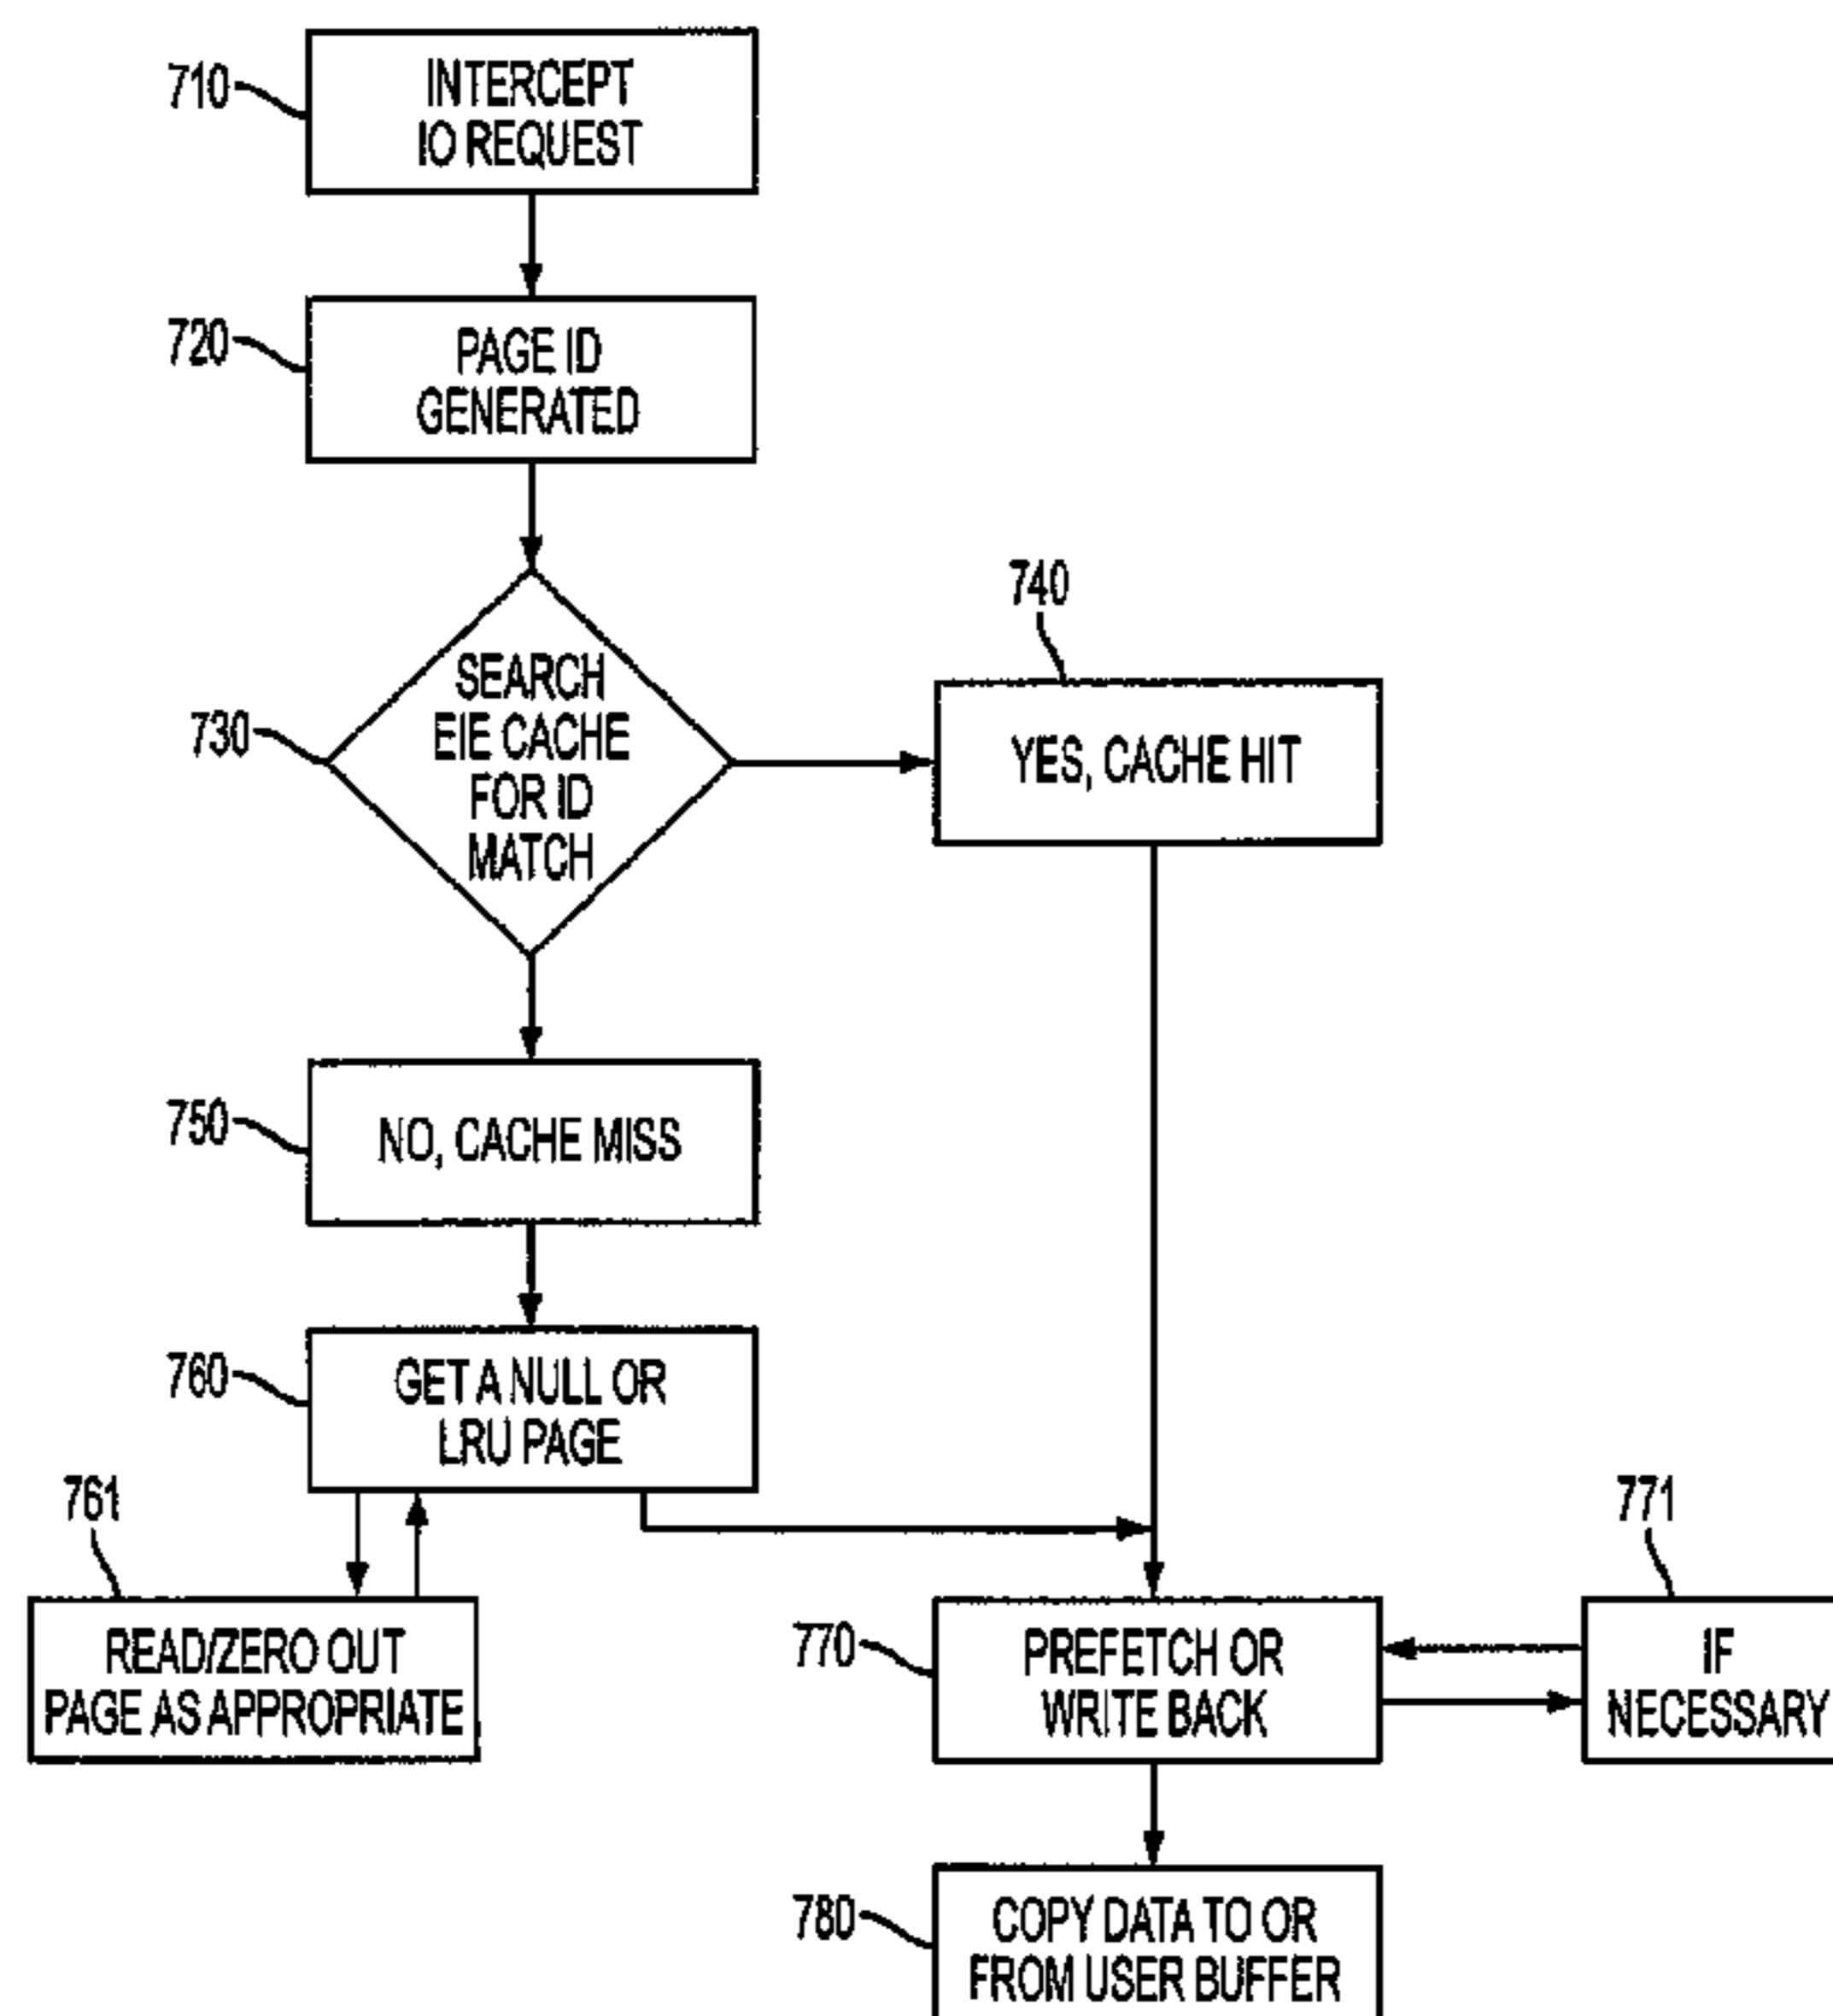 710
INTERCEPT
IO REQUEST
720
PAGE ID
GENERATED
730
SEARCH
EIE CACHE
FOR ID
MATCH
740
YES, CACHE HIT
750
NO, CACHE MISS
760
GET A NULL OR
LRU PAGE
761
READ/ZERO OUT
PAGE AS APPROPRIATE
770
PREFETCH OR
WRITE BACK
771
IF
NECESSARY
780
COPY DATA TO OR
FROM USER BUFFER